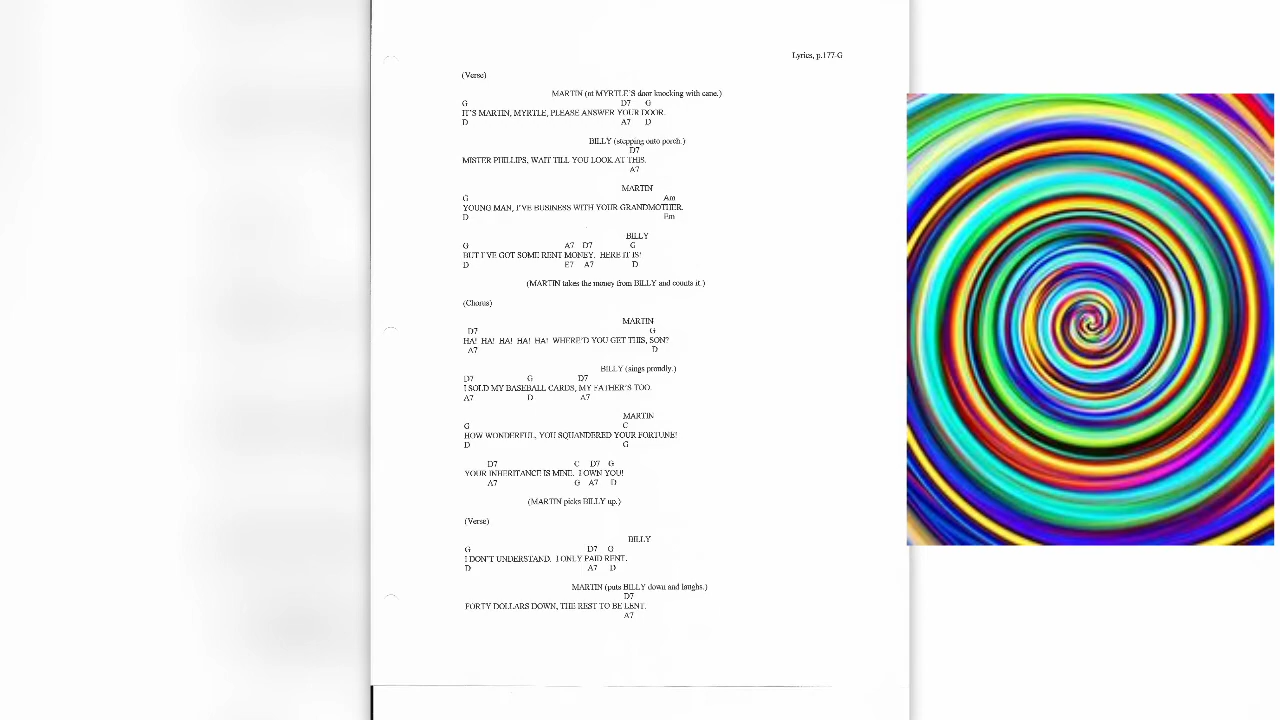 Lyrics, p.177-G
(Verse)
MARTIN (at MYRTLE'S door knocking with cane.)
G D7 G
IT'S MARTIN, MYRTLE, PLEASE ANSWER YOUR DOOR.
D A7 D
BILLY (stepping onto porch.)
D7
MISTER PHILLIPS, WAIT TILL YOU LOOK AT THIS.
A7
MARTIN
G Am
YOUNG MAN, I'VE BUSINESS WITH YOUR GRANDMOTHER.
D Em
BILLY
G A7 D7 G
BUT I'VE GOT SOME RENT MONEY. HERE IT IS!
D E7 A7 D
(MARTIN takes the money from BILLY and counts it.)
(Chorus)
MARTIN
D7 G
HA! HA! HA! HA! HA! WHERE'D YOU GET THIS, SON?
A7 D
BILLY (sings proudly.)
D7 G D7
I SOLD MY BASEBALL CARDS, MY FATHER'S TOO.
A7 D A7
MARTIN
G C
HOW WONDERFUL, YOU SQUANDERED YOUR FORTUNE!
D G
D7 C D7 G
YOUR INHERITANCE IS MINE. I OWN YOU!
A7 G A7 D
(MARTIN picks BILLY up.)
(Verse)
BILLY
G D7 G
I DON'T UNDERSTAND. I ONLY PAID RENT.
D A7 D
MARTIN (puts BILLY down and laughs.)
D7
FORTY DOLLARS DOWN, THE REST TO BE LENT.
A7